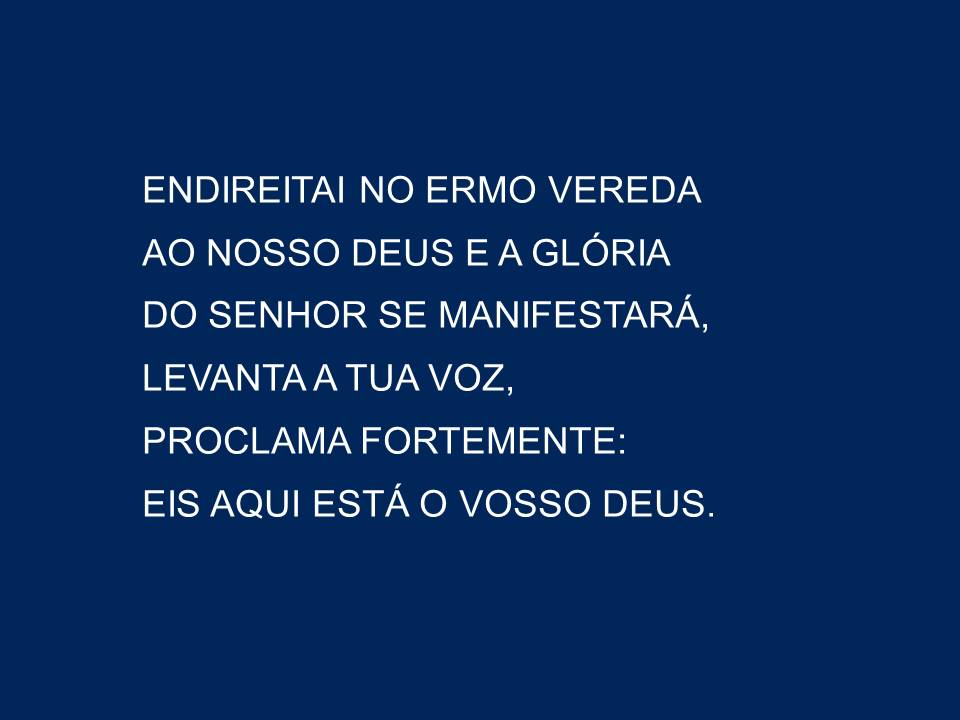 ENDIREITAI NO ERMO VEREDA
AO NOSSO DEUS E A GLÓRIA
DO SENHOR SE MANIFESTARÁ,
LEVANTA A TUA VOZ,
PROCLAMA FORTEMENTE:
EIS AQUI ESTÁ O VOSSO DEUS.